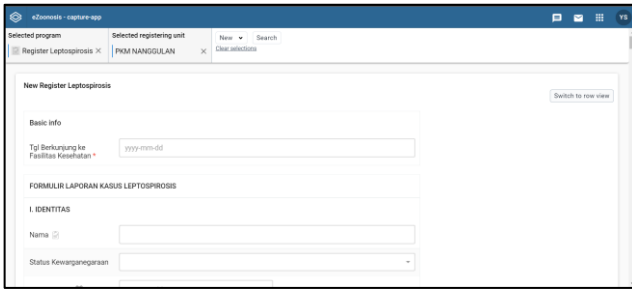 eZoonosis - capture-app
YS
Selected program
Selected registering unit
Register Leptospirosis
PKM NANGGULAN
New
Search
Clear selections
New Register Leptospirosis
Switch to row view
Basic info
Tgl Berkunjung ke
Fasilitas Kesehatan *
yyyy-mm-dd
FORMULIR LAPORAN KASUS LEPTOSPIROSIS
I. IDENTITAS
Nama
Status Kewarganegaraan